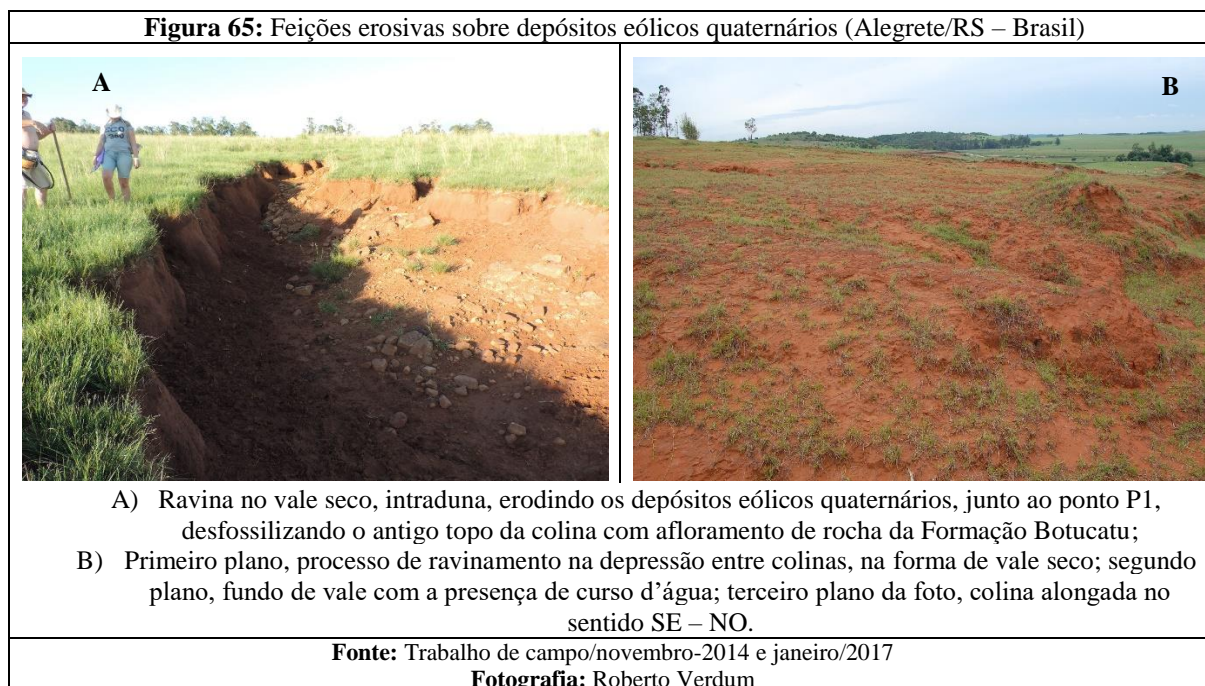 Figura 65: Feições erosivas sobre depósitos eólicos quaternários (Alegrete/RS – Brasil)
A
B
A) Ravina no vale seco, intraduna, erodindo os depósitos eólicos quaternários, junto ao ponto P1,
desfossilizando o antigo topo da colina com afloramento de rocha da Formação Botucatu;
B) Primeiro plano, processo de ravinamento na depressão entre colinas, na forma de vale seco; segundo
plano, fundo de vale com a presença de curso d’água; terceiro plano da foto, colina alongada no
sentido SE – NO.
Fonte: Trabalho de campo/novembro-2014 e janeiro/2017
Fotografia: Roberto Verdum